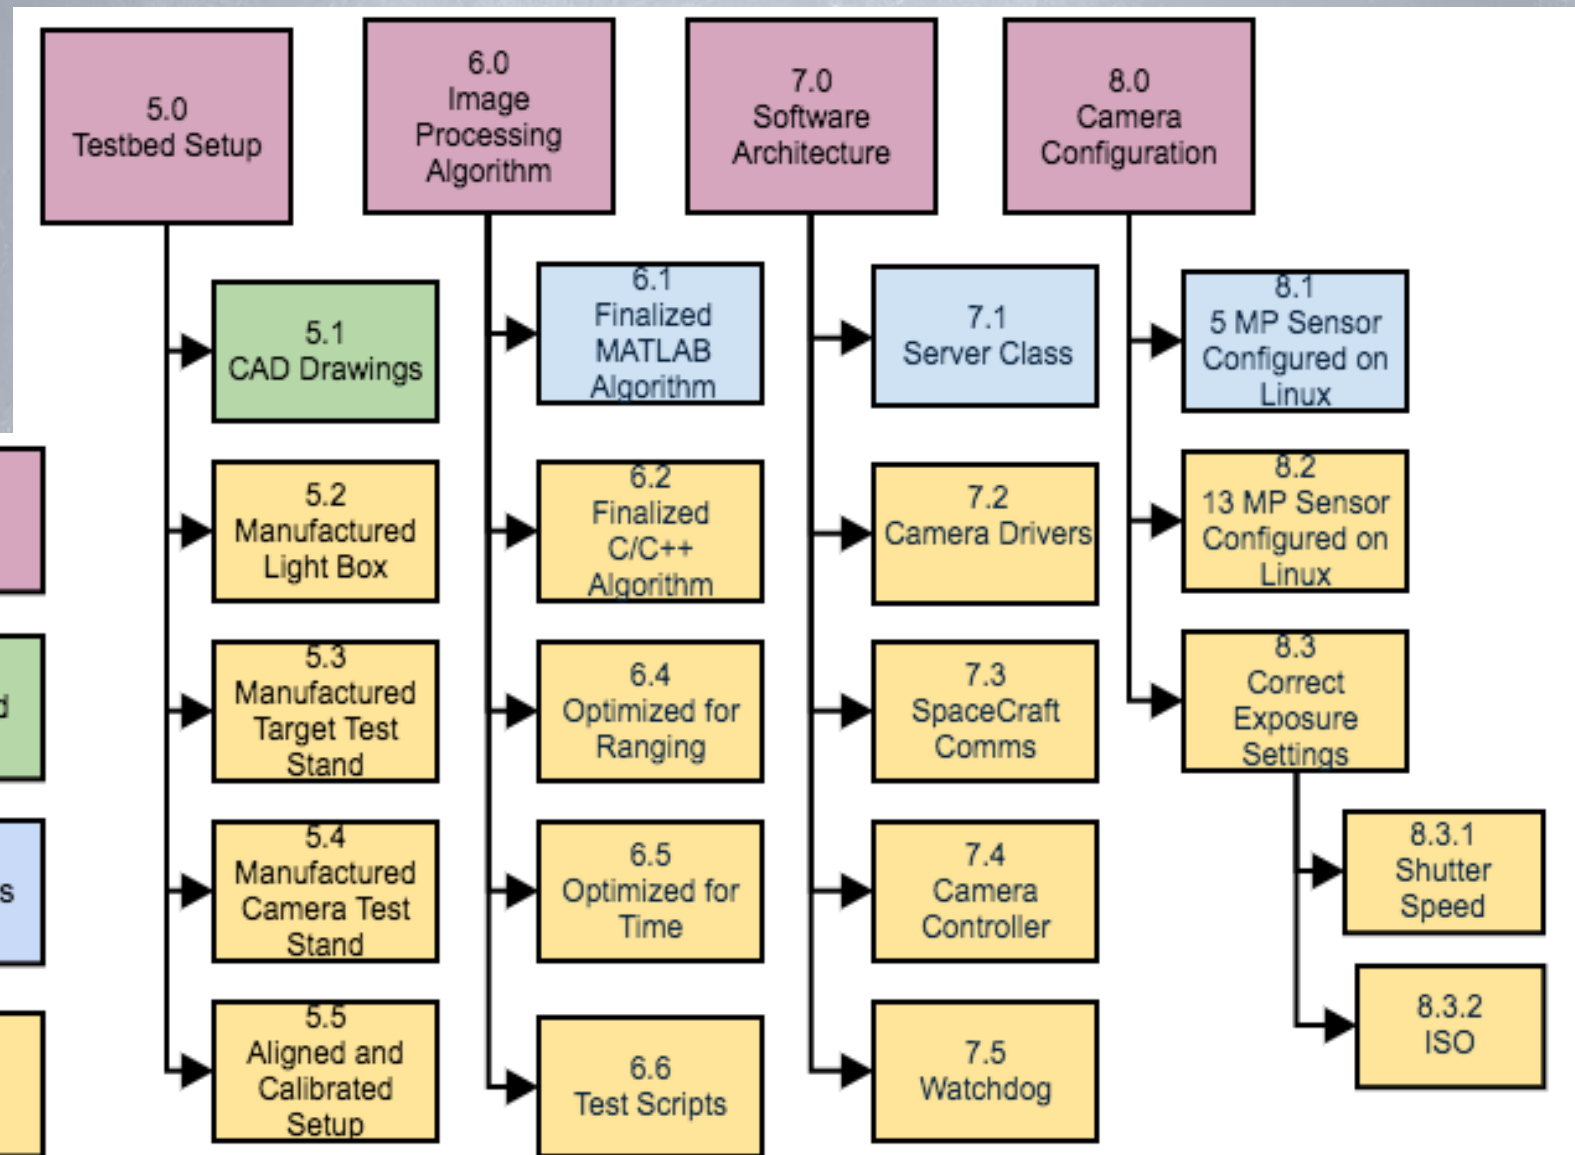 5.0
Testbed Setup
5.1
CAD Drawings
5.2
Manufactured
Light Box
5.3
Manufactured
Target Test
Stand
5.4
Manufactured
Camera Test
Stand
5.5
Aligned and
Calibrated
Setup
6.0
Image
Processing
Algorithm
6.1
Finalized
MATLAB
Algorithm
6.2
Finalized
C/C++
Algorithm
6.4
Optimized for
Ranging
6.5
Optimized for
Time
6.6
Test Scripts
7.0
Software
Architecture
7.1
Server Class
7.2
Camera Drivers
7.3
SpaceCraft
Comms
7.4
Camera
Controller
7.5
Watchdog
8.0
Camera
Configuration
8.1
5 MP Sensor
Configured on
Linux
8.2
13 MP Sensor
Configured on
Linux
8.3
Correct
Exposure
Settings
8.3.1
Shutter
Speed
8.3.2
ISO